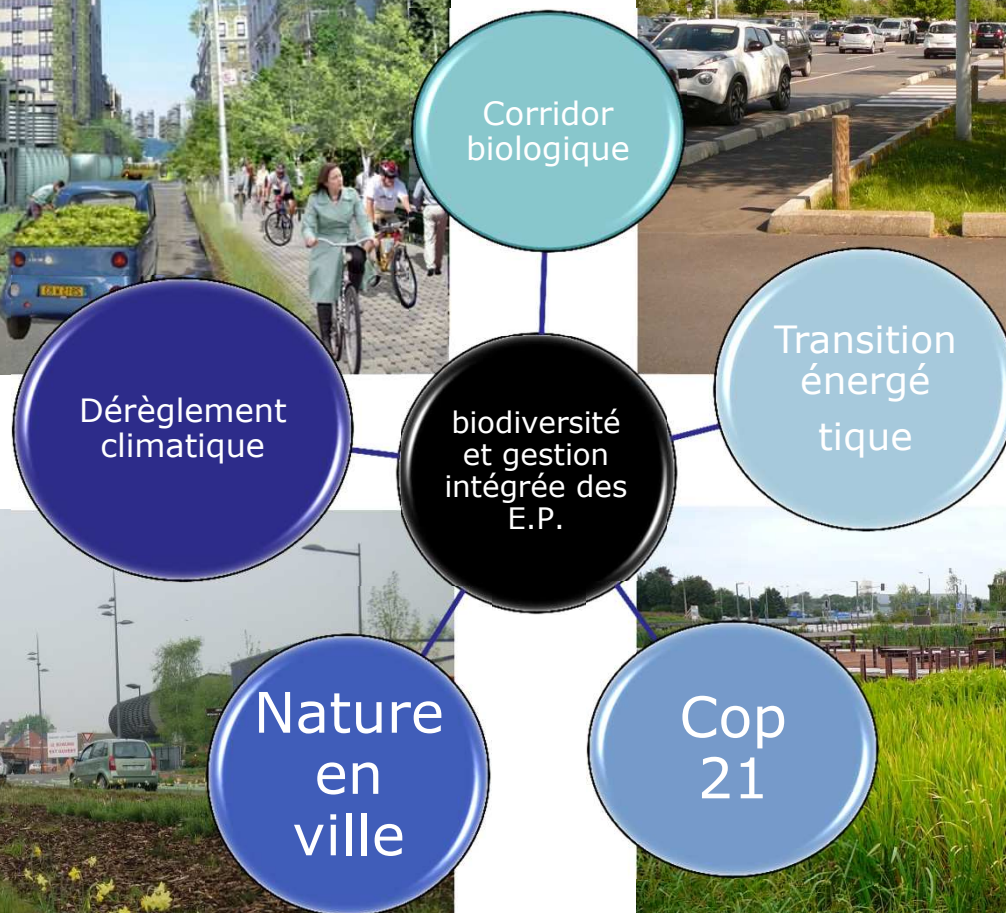 Corridor
biologique
Transition
énergé
tique
Dérèglement
climatique
biodiversité
et gestion
intégrée des
E.P.
Nature
en
ville
Cop
21